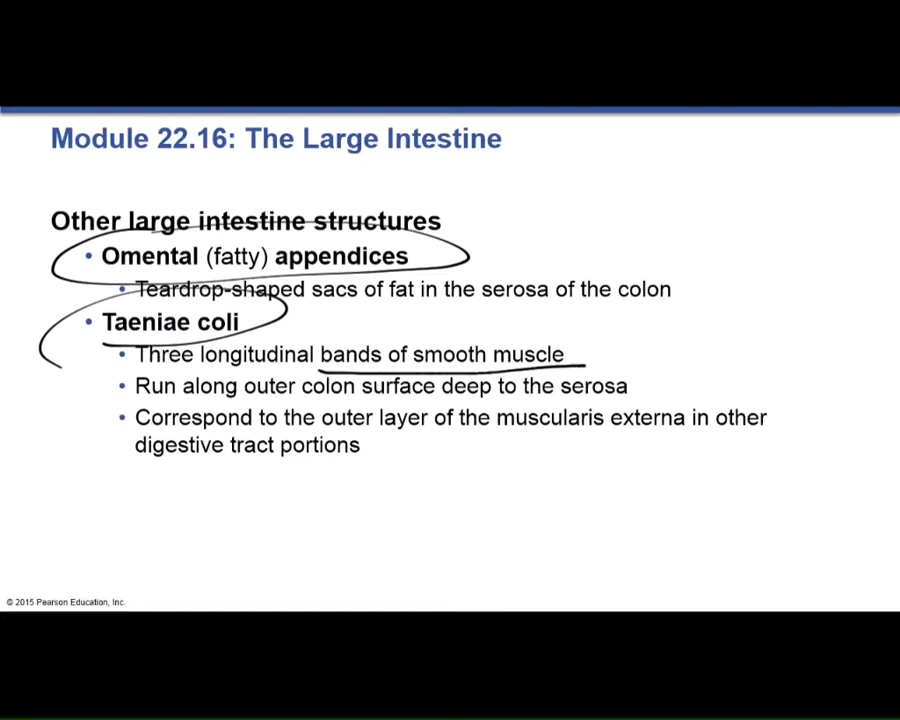 Module 22.16: The Large Intestine
Other large intestine structures
• Omental (fatty) appendices
• Teardrop-shaped sacs of fat in the serosa of the colon
• Taeniae coli
• Three longitudinal bands of smooth muscle
• Run along outer colon surface deep to the serosa
• Correspond to the outer layer of the muscularis externa in other
digestive tract portions
© 2015 Pearson Education, Inc.